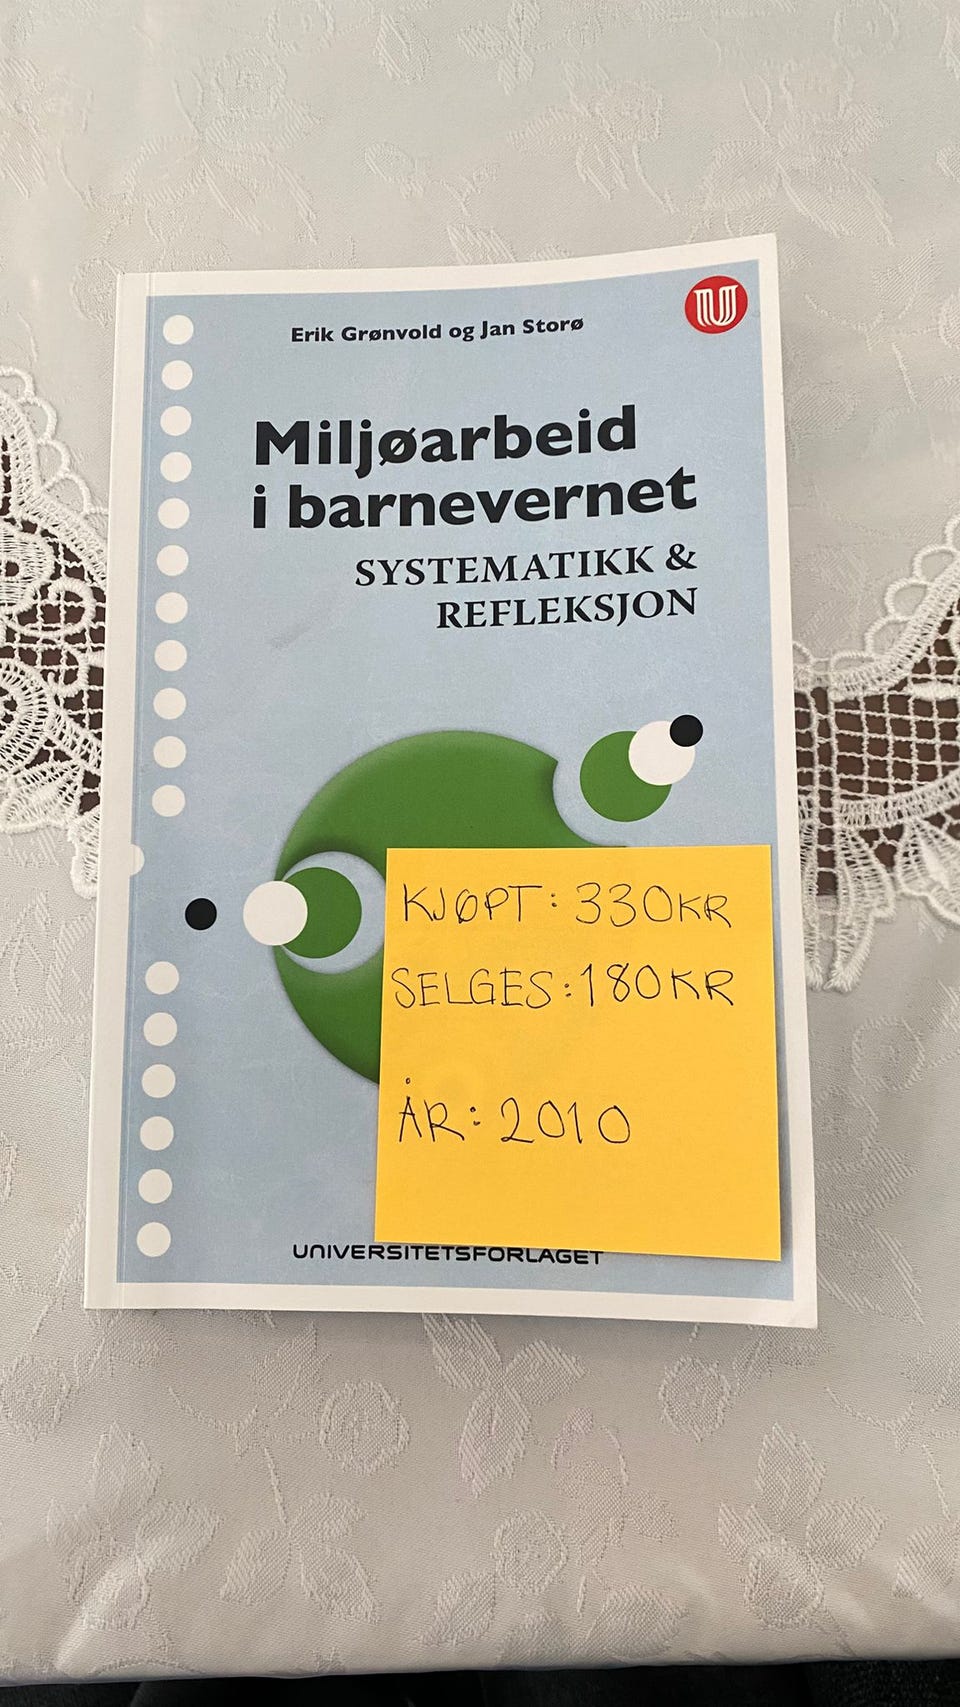 Erik Grønvold og Jan Storø
U
Miljøarbeid
i barnevernet
SYSTEMATIKK &
REFLEKSJON
KJØPT: 330KR
SELGES: 180KR
ÅR: 2010
UNIVERSITETSFORLAGET